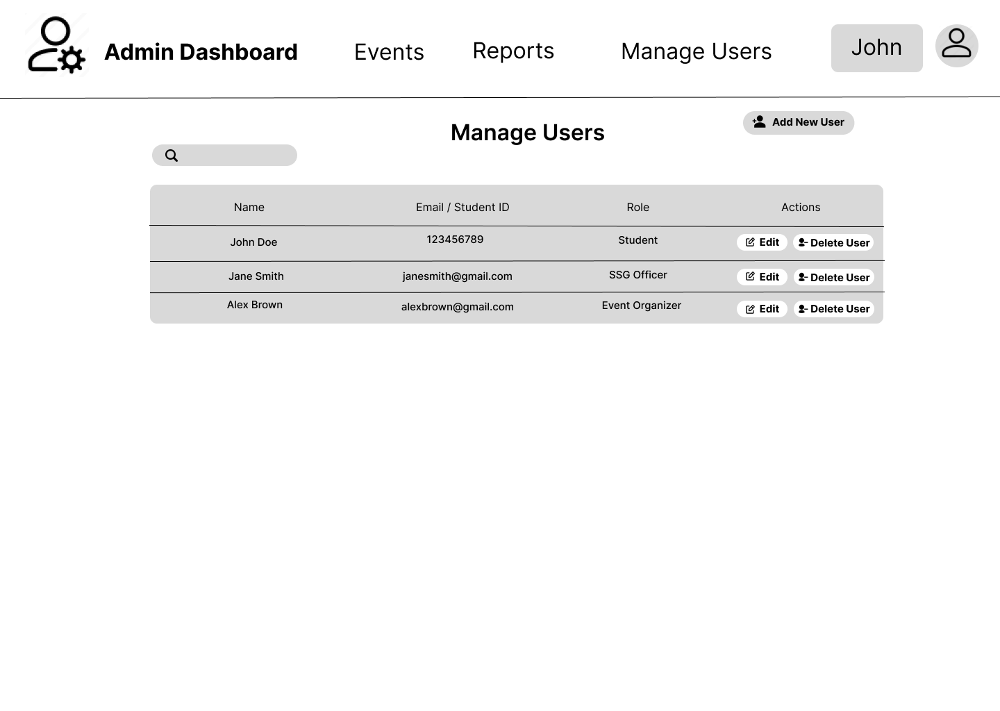 Admin Dashboard
Events
Reports
Manage Users
John
Manage Users
Add New User
Name Email / Student ID Role Actions
John Doe 123456789 Student Edit Delete User
Jane Smith janesmith@gmail.com SSG Officer Edit Delete User
Alex Brown alexbrown@gmail.com Event Organizer Edit Delete User